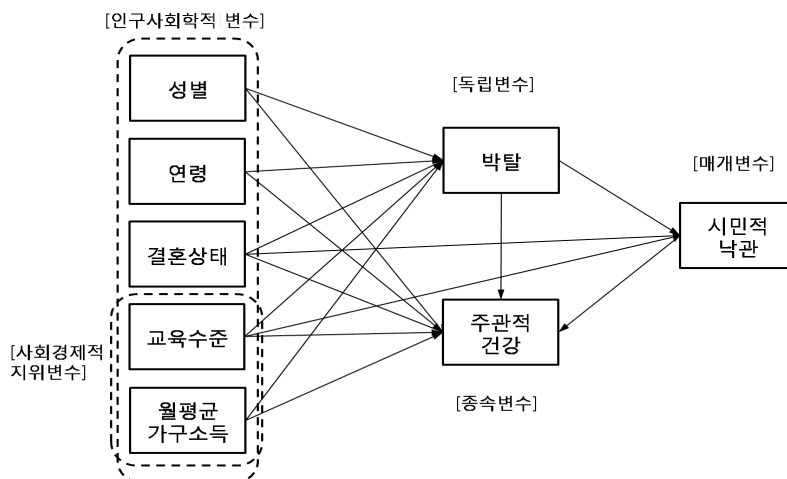 [인구사회학적 변수]
성별
연령
결혼상태
교육수준
월평균
가구소득
[사회경제적
지위변수]
[독립변수]
박탈
주관적
건강
[종속변수]
[매개변수]
시민적
낙관